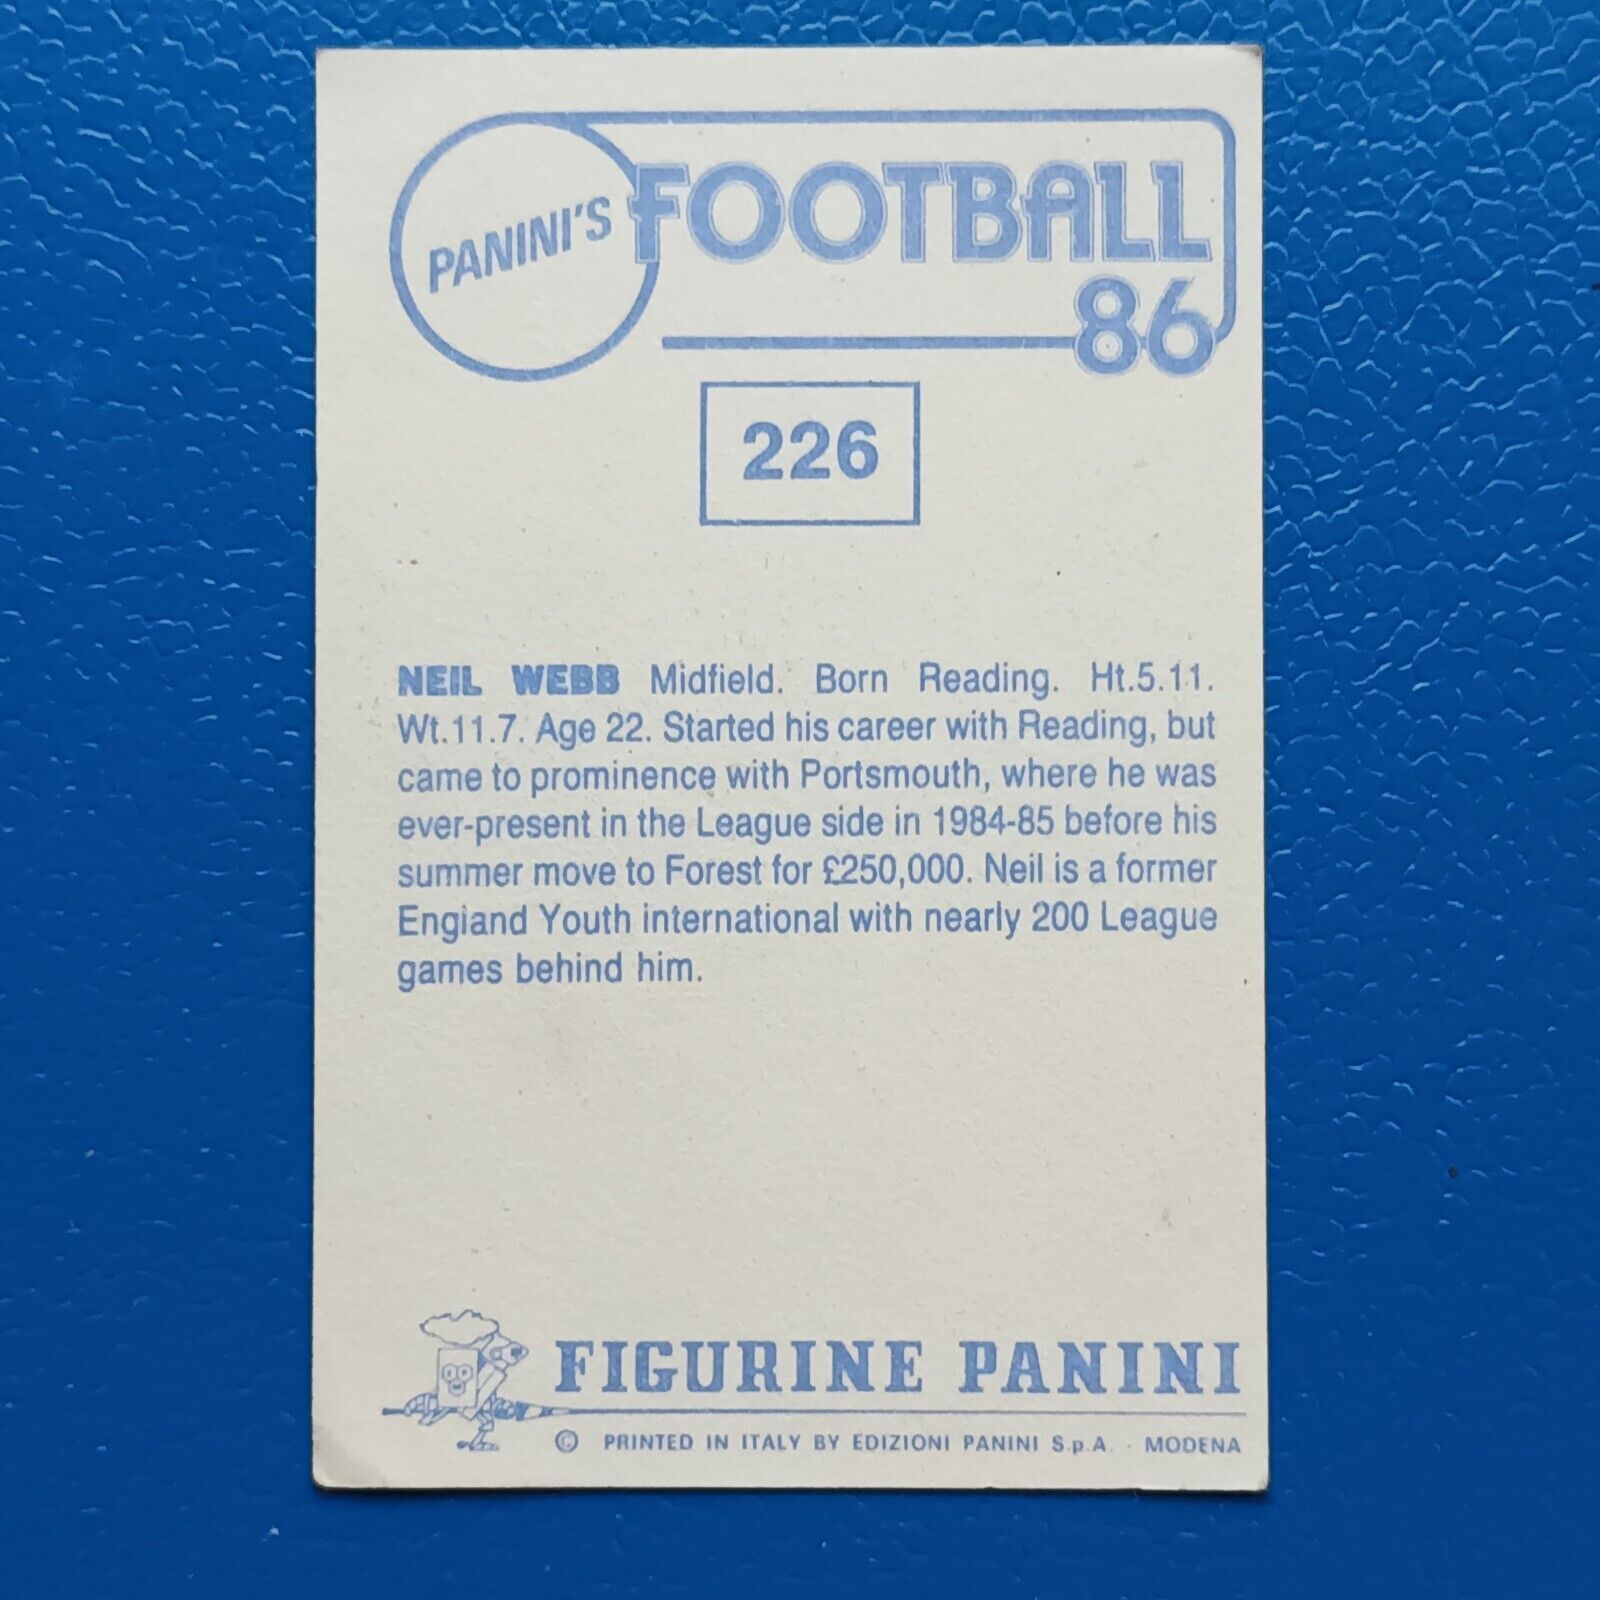 PANINI'S FOOTBALL
86
226
NEIL WEBB Midfield. Born Reading. Ht.5.11.
Wt.11.7. Age 22. Started his career with Reading, but
came to prominence with Portsmouth, where he was
ever-present in the League side in 1984-85 before his
summer move to Forest for £250,000. Neil is a former
England Youth international with nearly 200 League
games behind him.
FIGURINE PANINI
© PRINTED IN ITALY BY EDIZIONI PANINI S.p.A. - MODENA